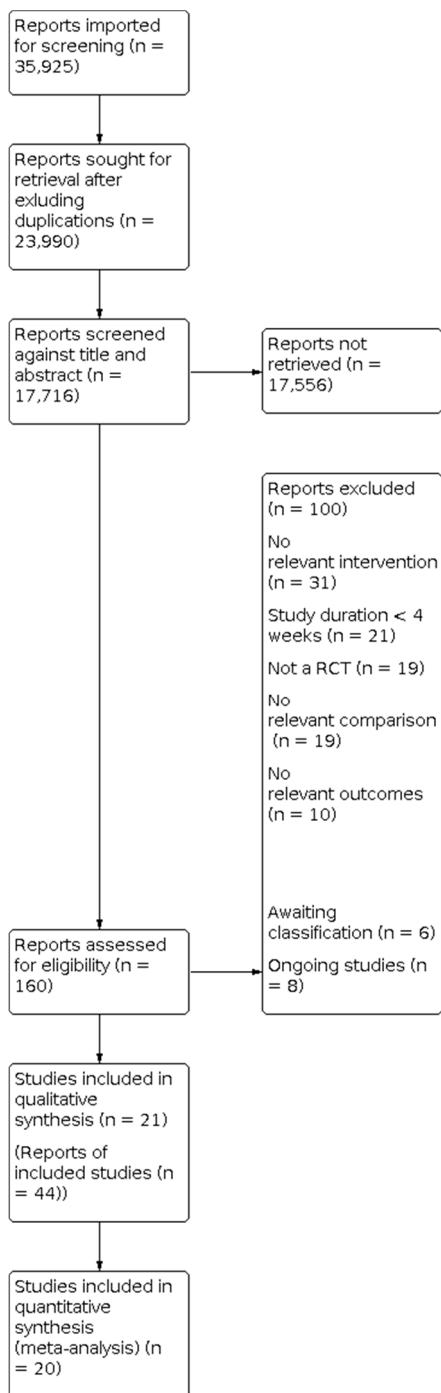 Reports imported
for screening (n =
35,925)
Reports sought for
retrieval after
exluding
duplications (n =
23,990)
Reports screened
against title and
abstract (n =
17,716)
Reports not
retrieved (n =
17,556)
Reports excluded
(n = 100)
No
relevant intervention
(n = 31)
Study duration < 4
weeks (n = 21)
Not a RCT (n = 19)
No
relevant comparison
(n = 19)
No
relevant outcomes
(n = 10)
Awaiting
classification (n = 6)
Ongoing studies (n
= 8)
Reports assessed
for eligibility (n =
160)
Studies included in
qualitative
synthesis (n = 21)
(Reports of
included studies (n
= 44))
Studies included in
quantitative
synthesis
(meta-analysis) (n
= 20)